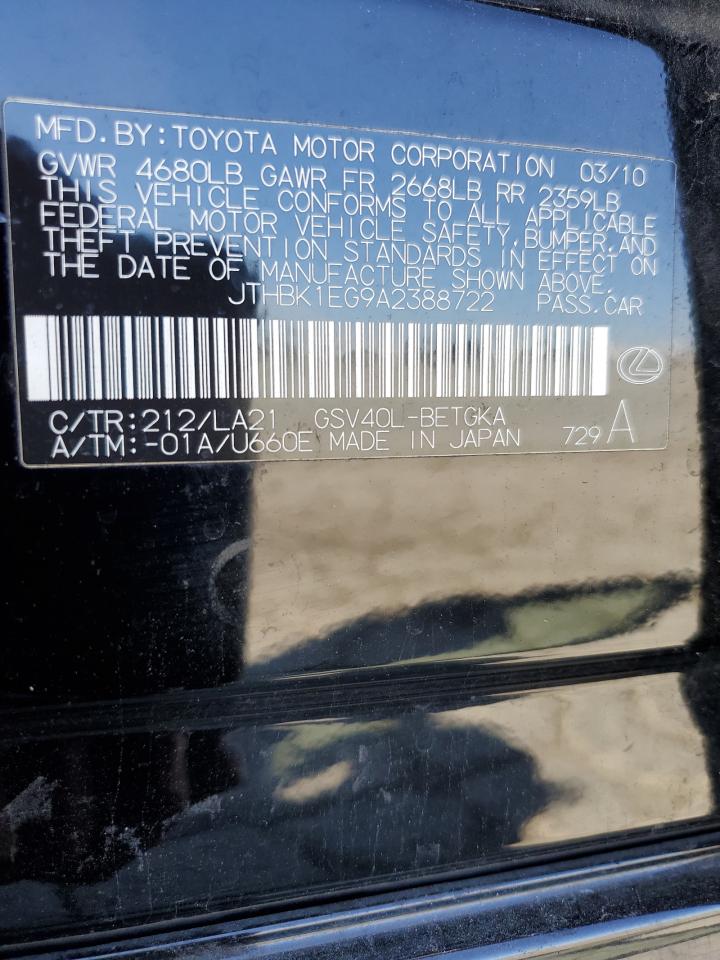 MFD.BY:TOYOTA MOTOR CORPORATION 03/10
GVWR 4680LB GAWR FR 2668LB RR 2359LB
THIS VEHICLE CONFORMS TO ALL APPLICABLE
FEDERAL MOTOR VEHICLE SAFETY,BUMPER,AND
THEFT PREVENTION STANDARDS IN EFFECT ON
THE DATE OF MANUFACTURE SHOWN ABOVE.
JTHBK1EG9A2388722 PASS.CAR
C/TR:212/LA21 GSV40L-BETGKA
A/TM:-01A/U660E MADE IN JAPAN 729 A